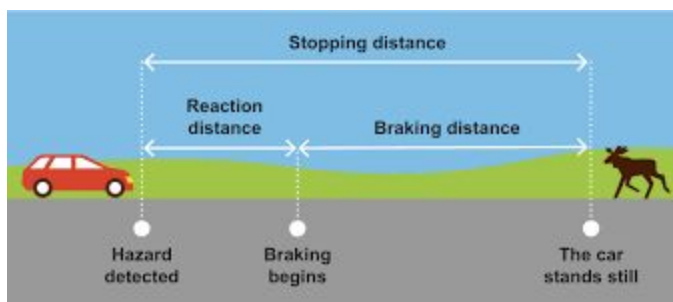 Stopping distance
Reaction
distance
Braking distance
Hazard
detected
Braking
begins
The car
stands still